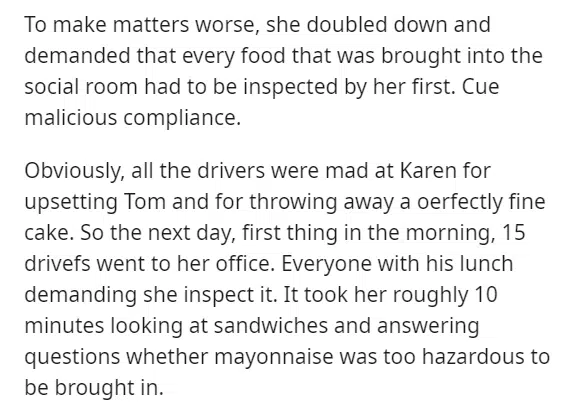 To make matters worse, she doubled down and
demanded that every food that was brought into the
social room had to be inspected by her first. Cue
malicious compliance.
Obviously, all the drivers were mad at Karen for
upsetting Tom and for throwing away a oerfectly fine
cake. So the next day, first thing in the morning, 15
drivefs went to her office. Everyone with his lunch
demanding she inspect it. It took her roughly 10
minutes looking at sandwiches and answering
questions whether mayonnaise was too hazardous to
be brought in.